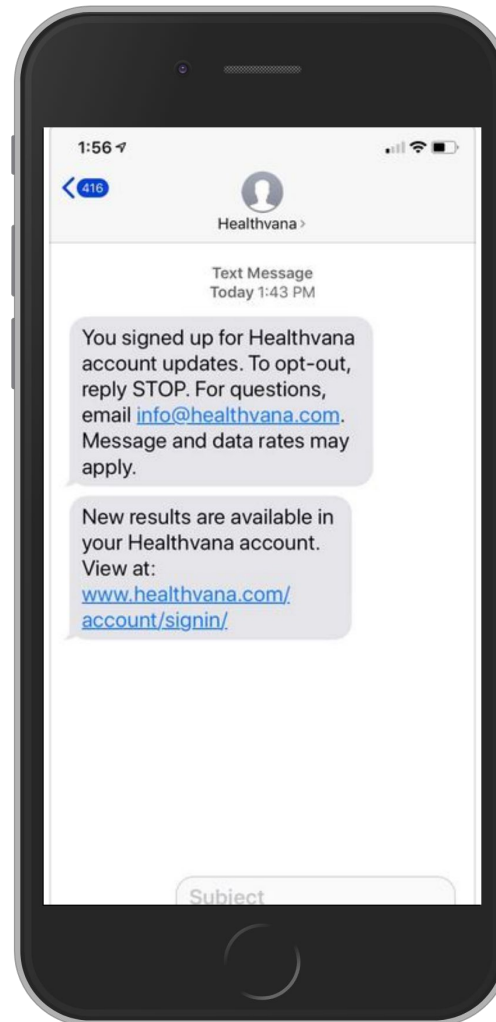 1:56
416
Healthvana >
Text Message
Today 1:43 PM
You signed up for Healthvana
account updates. To opt-out,
reply STOP. For questions,
email info@healthvana.com.
Message and data rates may
apply.
New results are available in
your Healthvana account.
View at:
www.healthvana.com/
account/signin/
Subject